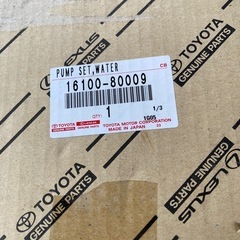 PUMP SET,WATER
CB
16100-80009
TOYOTA
GENUINE PARTS
QTY
1
1/3
TOYOTA MOTOR CORPORATION
MADE IN JAPAN
TOYOTA
GENUINE PARTS
LEXUS
TOYOTA
GENUINE PARTS
LEXUS